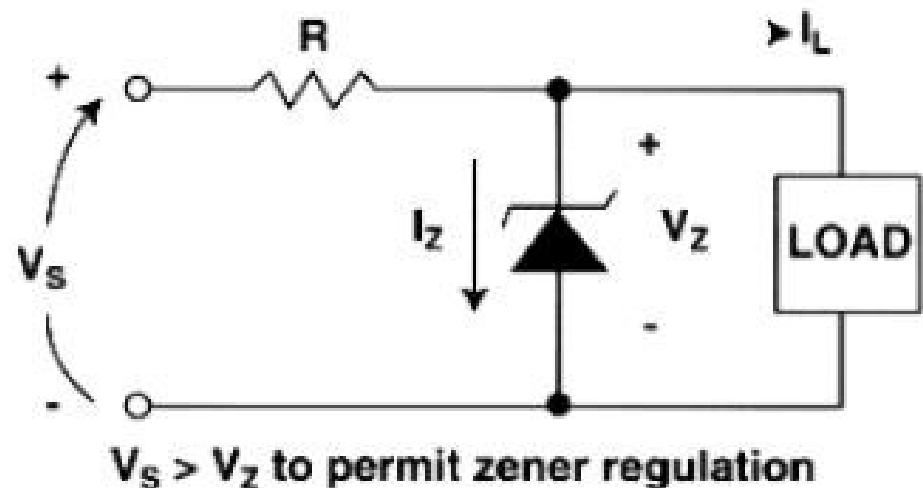 R
➤ I_L
+
+
I_Z
V_Z
LOAD
V_S
-
-
V_S > V_Z to permit zener regulation